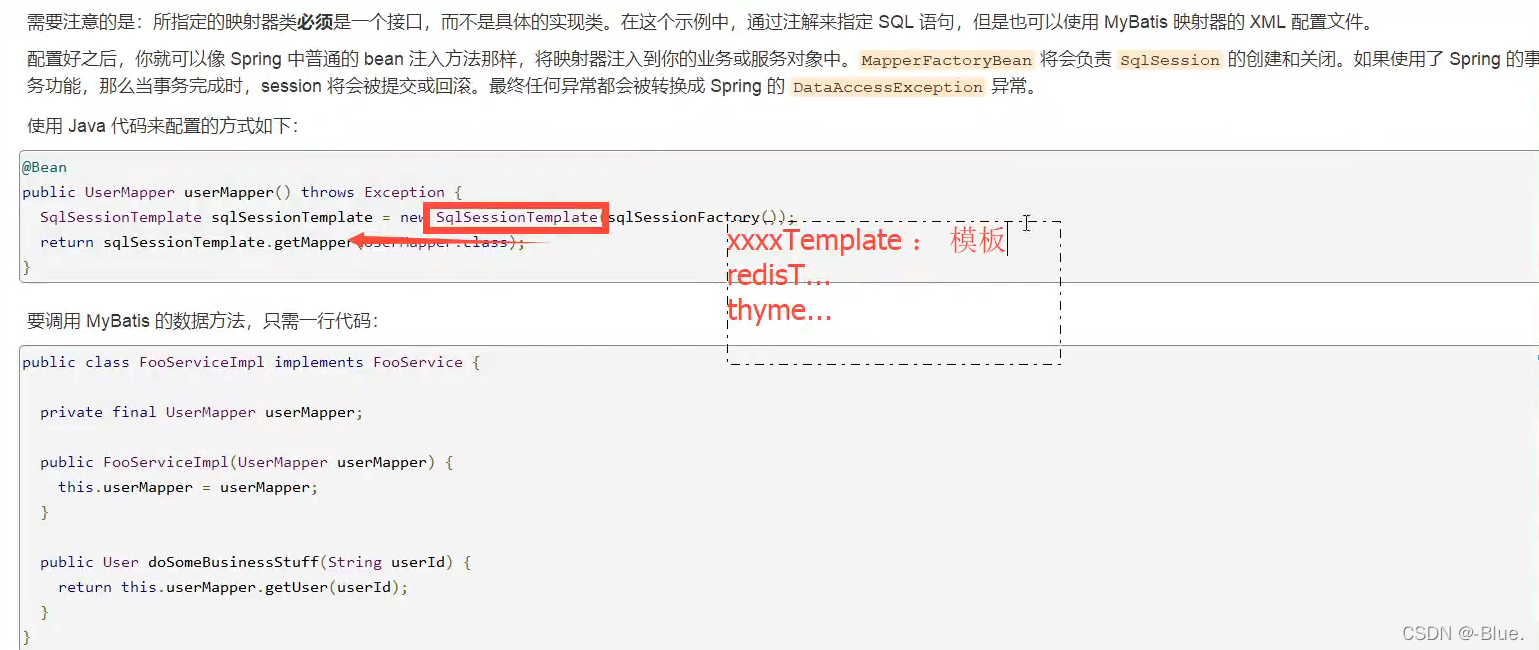 需要注意的是：所指定的映射器类必须是一个接口，而不是具体的实现类。在这个示例中，通过注解来指定 SQL 语句，但是也可以使用 MyBatis 映射器的 XML 配置文件。
配置好之后，你就可以像 Spring 中普通的 bean 注入方法那样，将映射器注入到你的业务或服务对象中。MapperFactoryBean 将会负责 SqlSession 的创建和关闭。如果使用了 Spring 的事
务功能，那么当事务完成时，session 将会被提交或回滚。最终任何异常都会被转换成 Spring 的 DataAccessException 异常。
使用 Java 代码来配置的方式如下：
@Bean
public UserMapper userMapper() throws Exception {
SqlSessionTemplate sqlSessionTemplate = new SqlSessionTemplate(sqlSessionFactory());
return sqlSessionTemplate.getMapper(UserMapper.class);
}
xxxxTemplate ： 模板
redisT...
thyme...
要调用 MyBatis 的数据方法，只需一行代码：
public class FooServiceImpl implements FooService {
private final UserMapper userMapper;
public FooServiceImpl(UserMapper userMapper) {
this.userMapper = userMapper;
}
public User doSomeBusinessStuff(String userId) {
return this.userMapper.getUser(userId);
}
}
CSDN @-Blue.